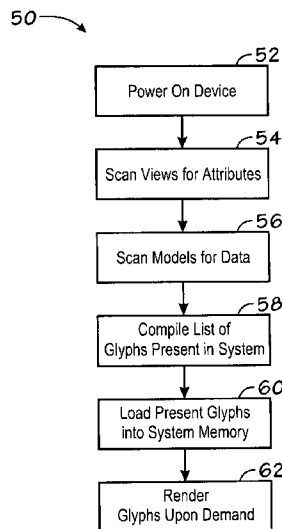 50
52
Power On Device
54
Scan Views for Attributes
56
Scan Models for Data
58
Compile List of
Glyphs Present in System
60
Load Present Glyphs
into System Memory
62
Render
Glyphs Upon Demand